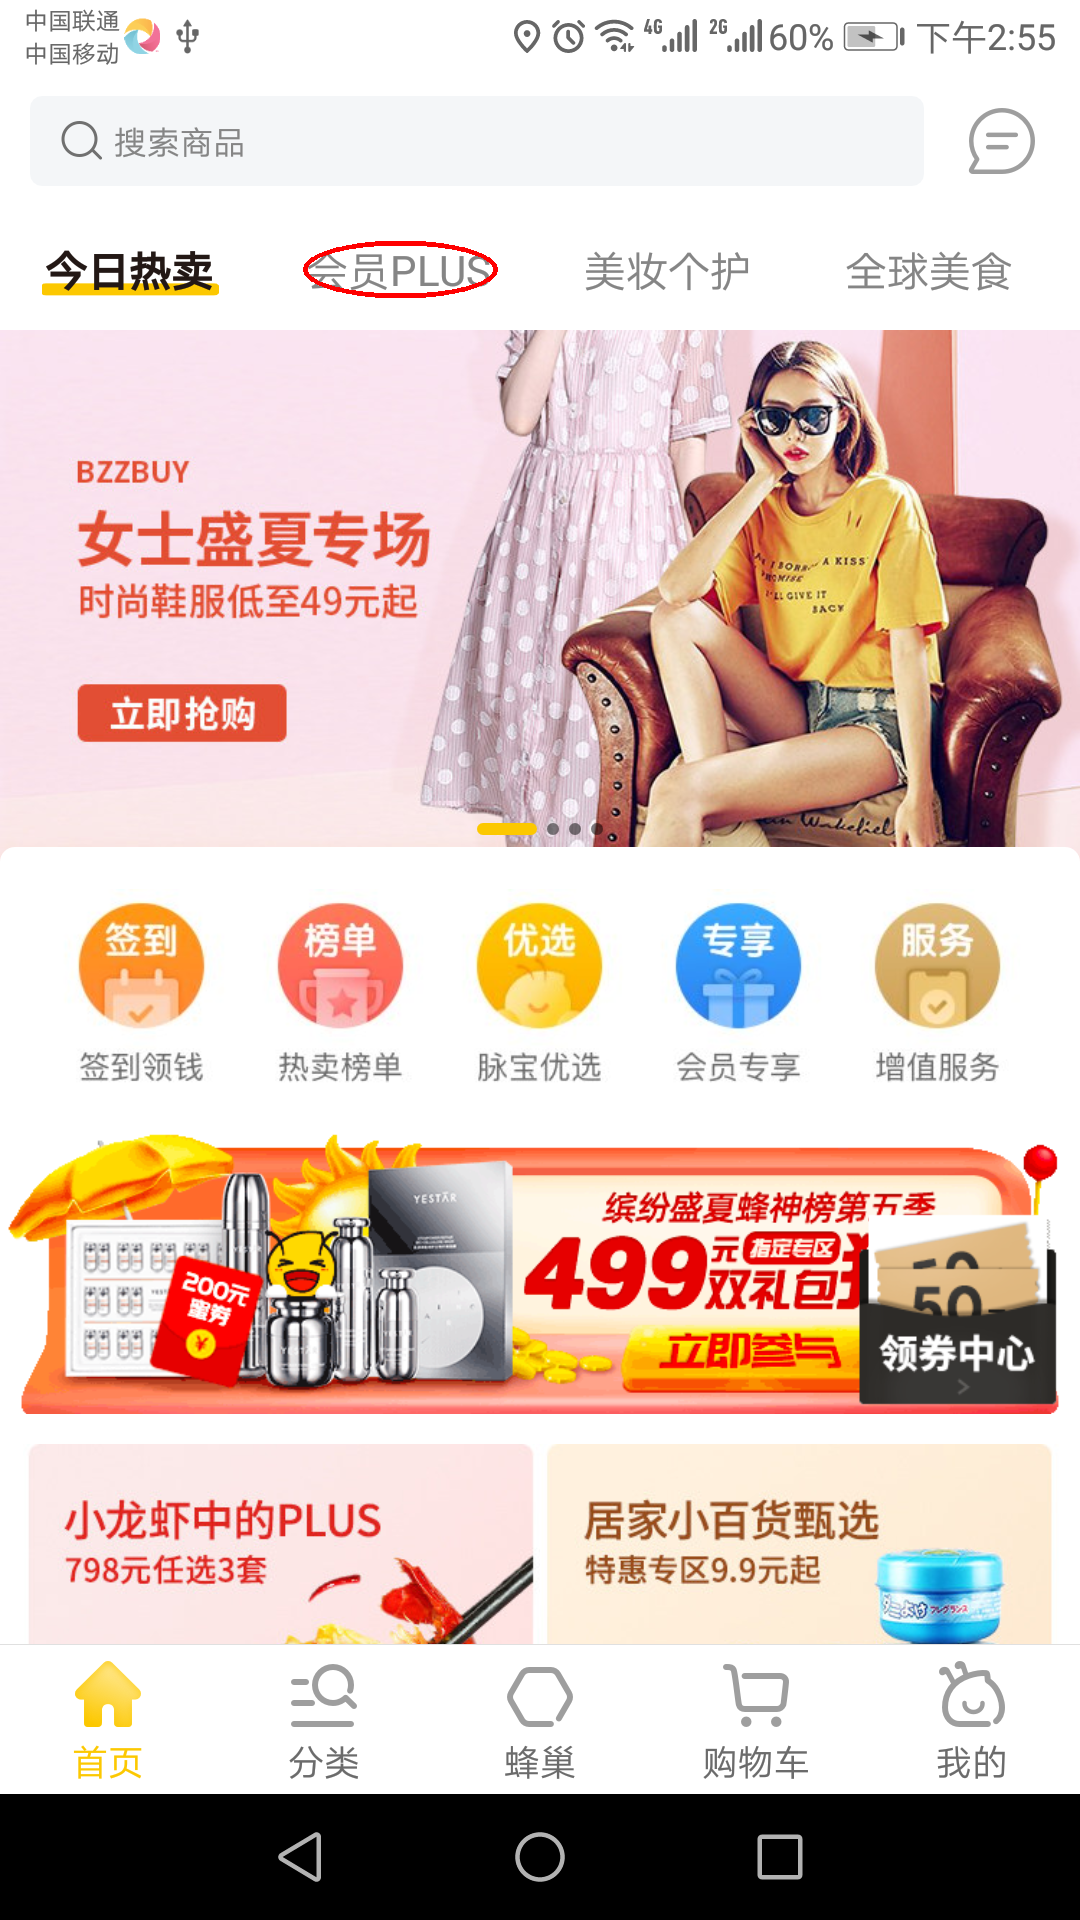 中国联通
中国移动
4G
2G
60%
下午2:55
搜索商品
今日热卖
会员PLUS
美妆个护
全球美食
BZZBUY
女士盛夏专场
时尚鞋服低至49元起
立即抢购
签到
榜单
优选
专享
服务
签到领钱
热卖榜单
脉宝优选
会员专享
增值服务
YESTAR
缤纷盛夏蜂神榜第五季
499元
指定专区
双礼包
200元
蜜券
¥
立即参与
50
50
领券中心
小龙虾中的PLUS
798元任选3套
居家小百货甄选
特惠专区9.9元起
首页
分类
蜂巢
购物车
我的